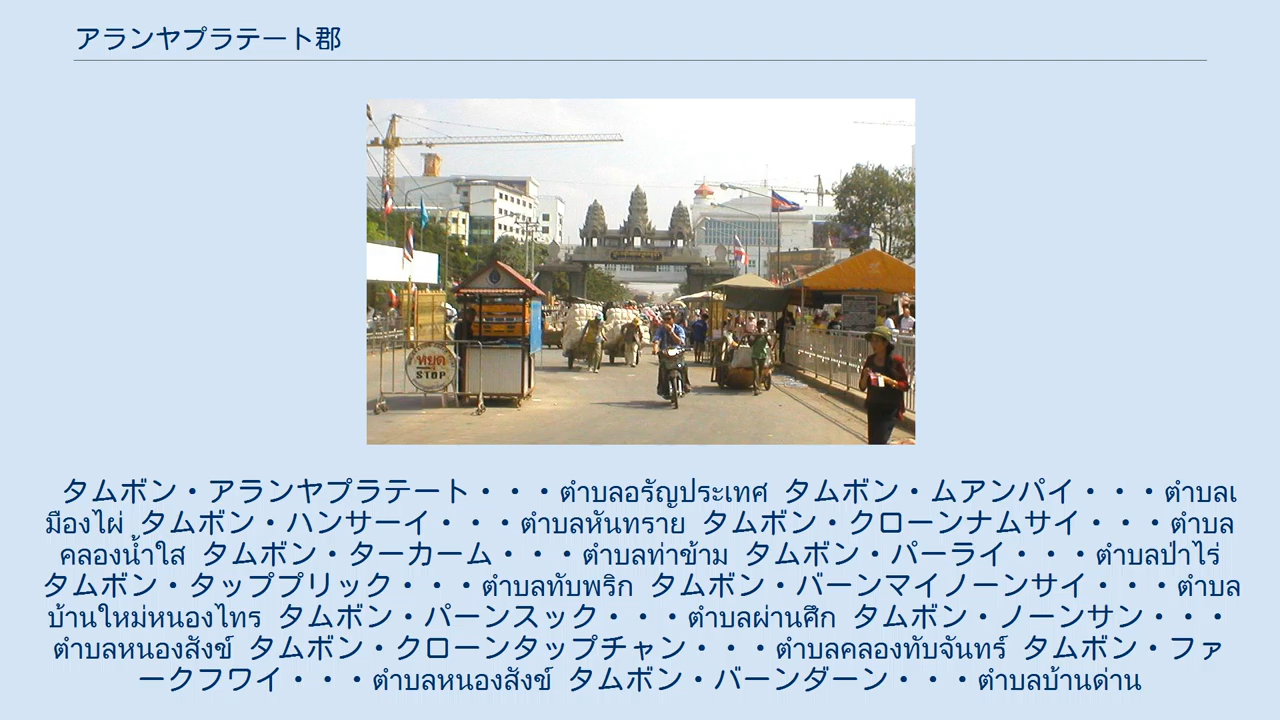 アランヤプラテート郡
หยุด
STOP
タムボン・アランヤプラテート・・・ตำบลอรัญประเทศ タムボン・ムアンパイ・・・ตำบลเ
มืองไผ่ タムボン・ハンサーイ・・・ตำบลหันทราย タムボン・クローンナムサイ・・・ตำบล
คลองน้ำใส タムボン・ターカーム・・・ตำบลท่าข้าม タムボン・パーライ・・・ตำบลป่าไร่
タムボン・タッププリック・・・ตำบลทับพริก タムボン・バーンマイノーンサイ・・・ตำบล
บ้านใหม่หนองไทร タムボン・パーンスック・・・ตำบลผ่านศึก タムボン・ノーンサン・・・
ตำบลหนองสังข์ タムボン・クローンタップチャン・・・ตำบลคลองทับจันทร์ タムボン・ファ
ークフワイ・・・ตำบลหนองสังข์ タムボン・バーンダーン・・・ตำบลบ้านด่าน